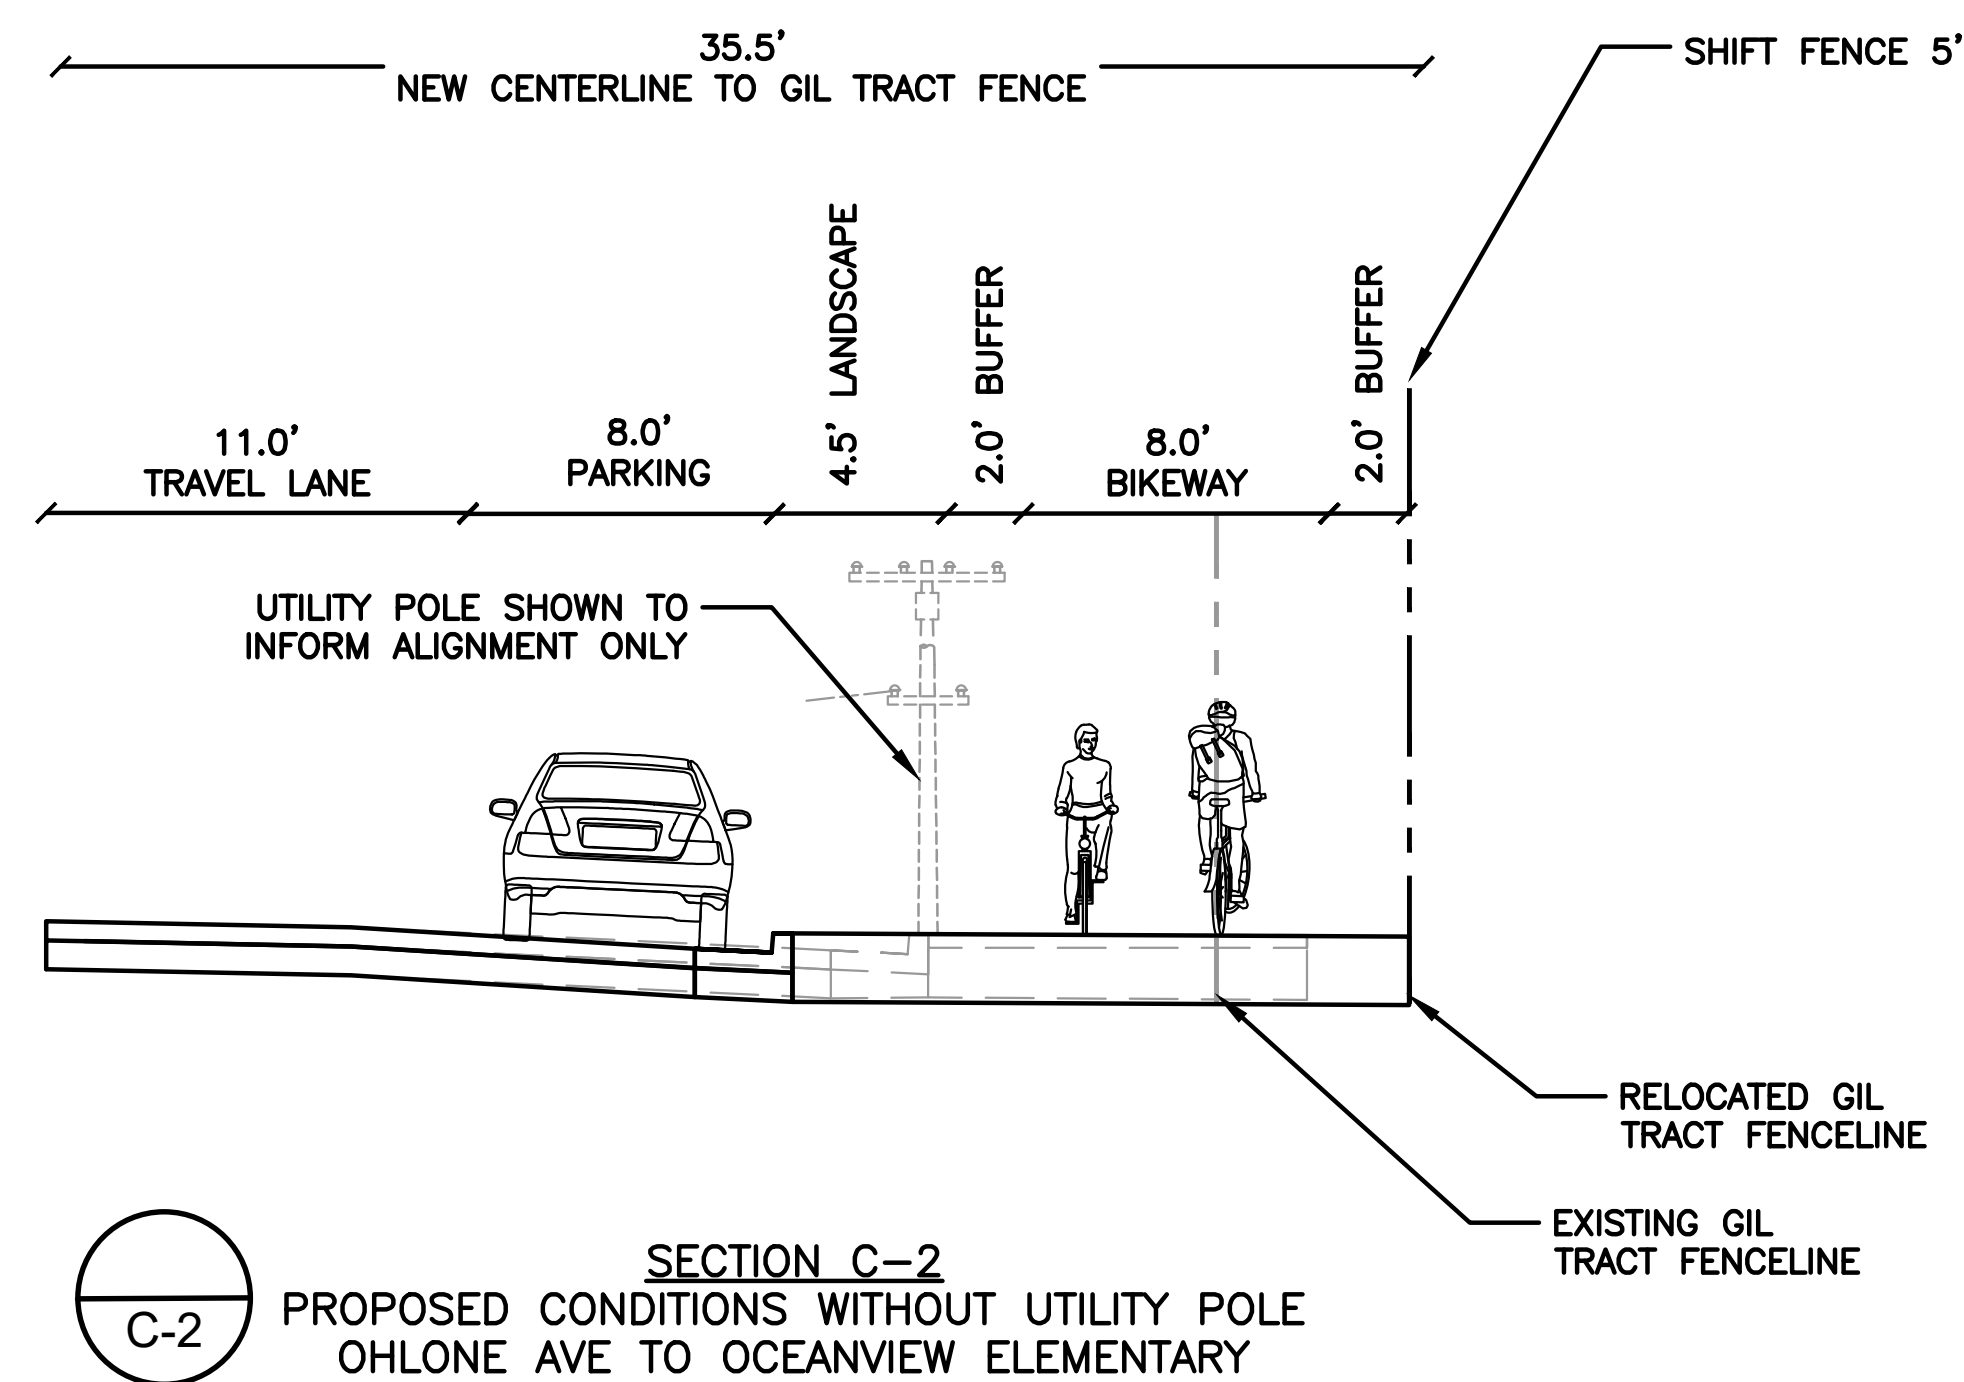 35.5'
NEW CENTERLINE TO GIL TRACT FENCE
SHIFT FENCE 5'
11.0'
TRAVEL LANE
8.0'
PARKING
4.5' LANDSCAPE
2.0' BUFFER
8.0'
BIKEWAY
2.0' BUFFER
UTILITY POLE SHOWN TO
INFORM ALIGNMENT ONLY
RELOCATED GIL
TRACT FENCELINE
EXISTING GIL
TRACT FENCELINE
C-2
SECTION C-2
PROPOSED CONDITIONS WITHOUT UTILITY POLE
OHLONE AVE TO OCEANVIEW ELEMENTARY